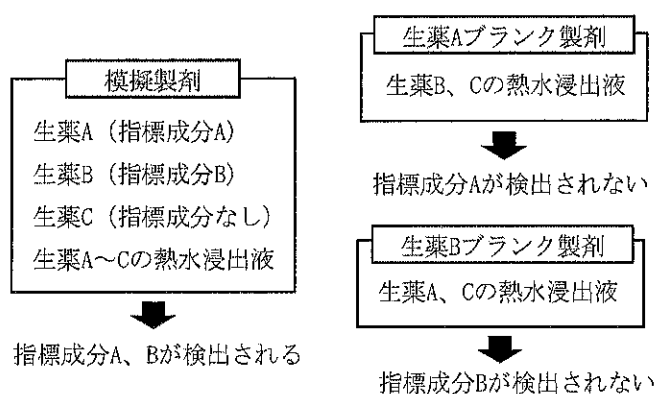 模擬製剤
生薬A(指標成分A)
生薬B(指標成分B)
生薬C(指標成分なし)
生薬A～Cの熱水浸出液
指標成分A、Bが検出される
生薬Aブランク製剤
生薬B、Cの熱水浸出液
指標成分Aが検出されない
生薬Bブランク製剤
生薬A、Cの熱水浸出液
指標成分Bが検出されない